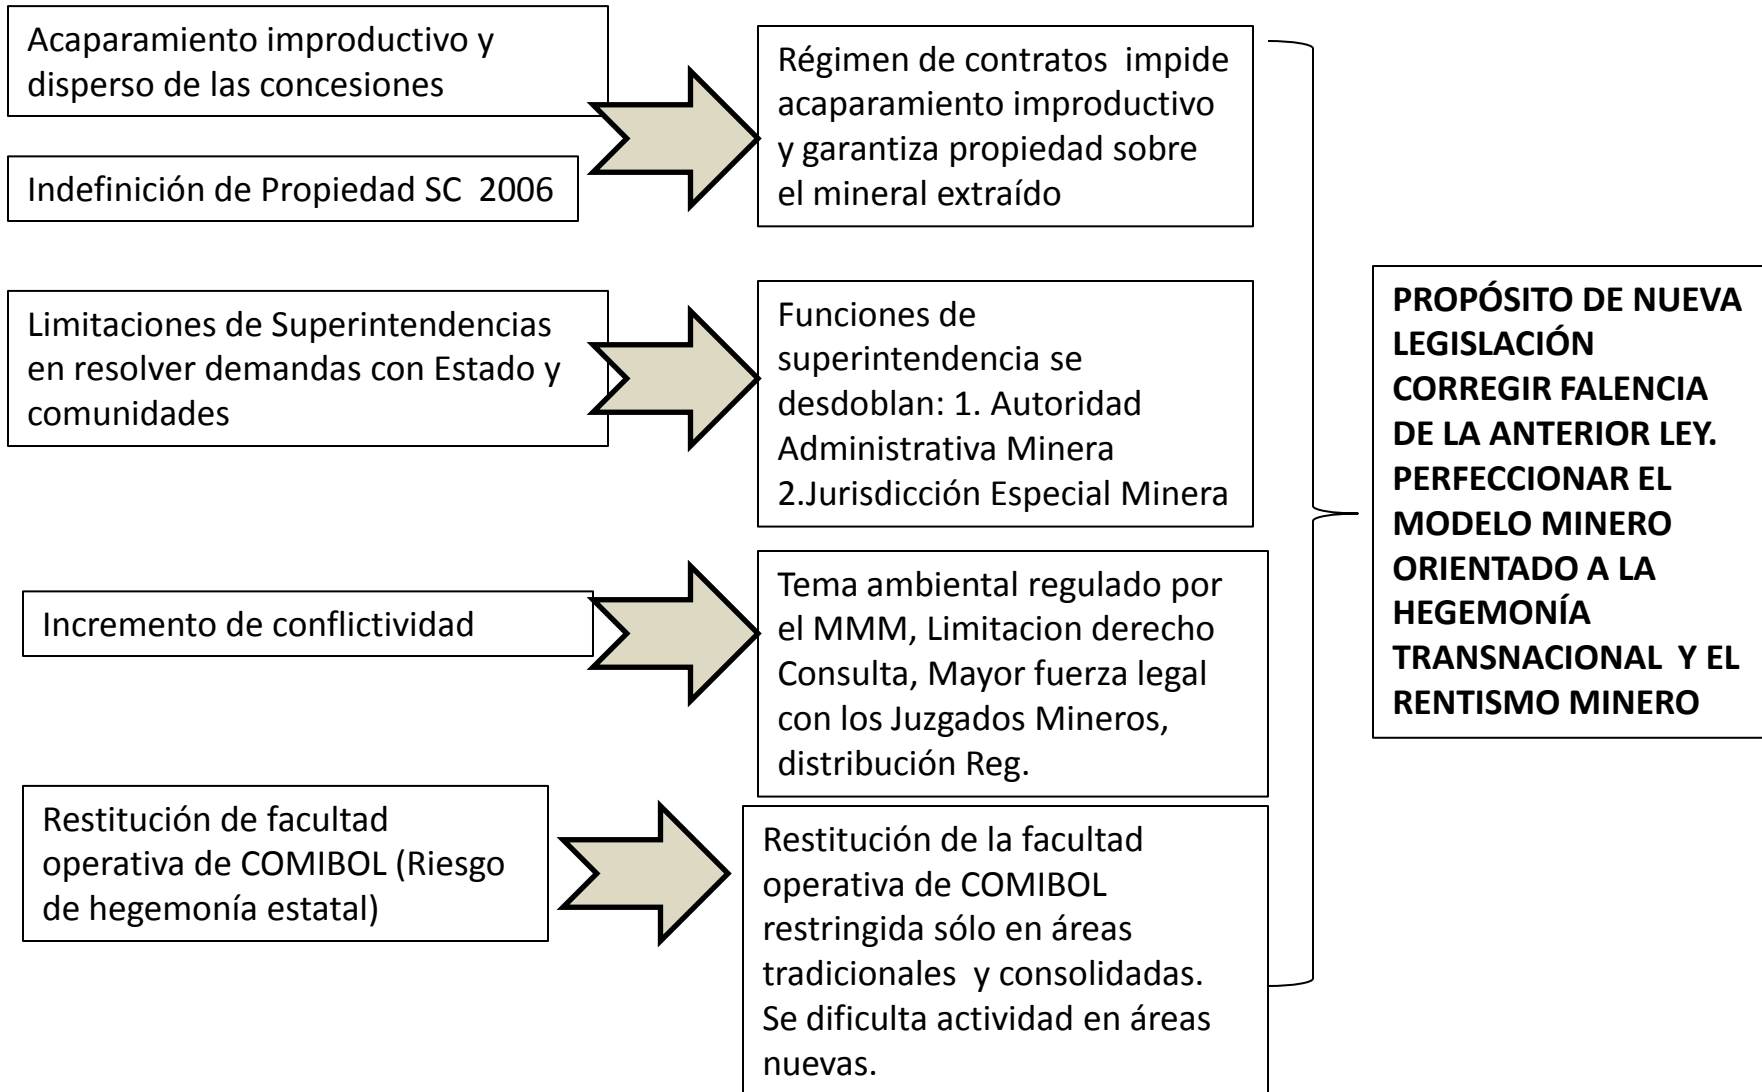 Acaparamiento improductivo y
disperso de las concesiones
Indefinición de Propiedad SC 2006
Régimen de contratos impide
acaparamiento improductivo
y garantiza propiedad sobre
el mineral extraído
Limitaciones de Superintendencias
en resolver demandas con Estado y
comunidades
Funciones de
superintendencia se
desdoblan: 1. Autoridad
Administrativa Minera
2.Jurisdicción Especial Minera
Incremento de conflictividad
Tema ambiental regulado por
el MMM, Limitacion derecho
Consulta, Mayor fuerza legal
con los Juzgados Mineros,
distribución Reg.
Restitución de facultad
operativa de COMIBOL (Riesgo
de hegemonía estatal)
Restitución de la facultad
operativa de COMIBOL
restringida sólo en áreas
tradicionales y consolidadas.
Se dificulta actividad en áreas
nuevas.
PROPÓSITO DE NUEVA
LEGISLACIÓN
CORREGIR FALENCIA
DE LA ANTERIOR LEY.
PERFECCIONAR EL
MODELO MINERO
ORIENTADO A LA
HEGEMONÍA
TRANSNACIONAL Y EL
RENTISMO MINERO